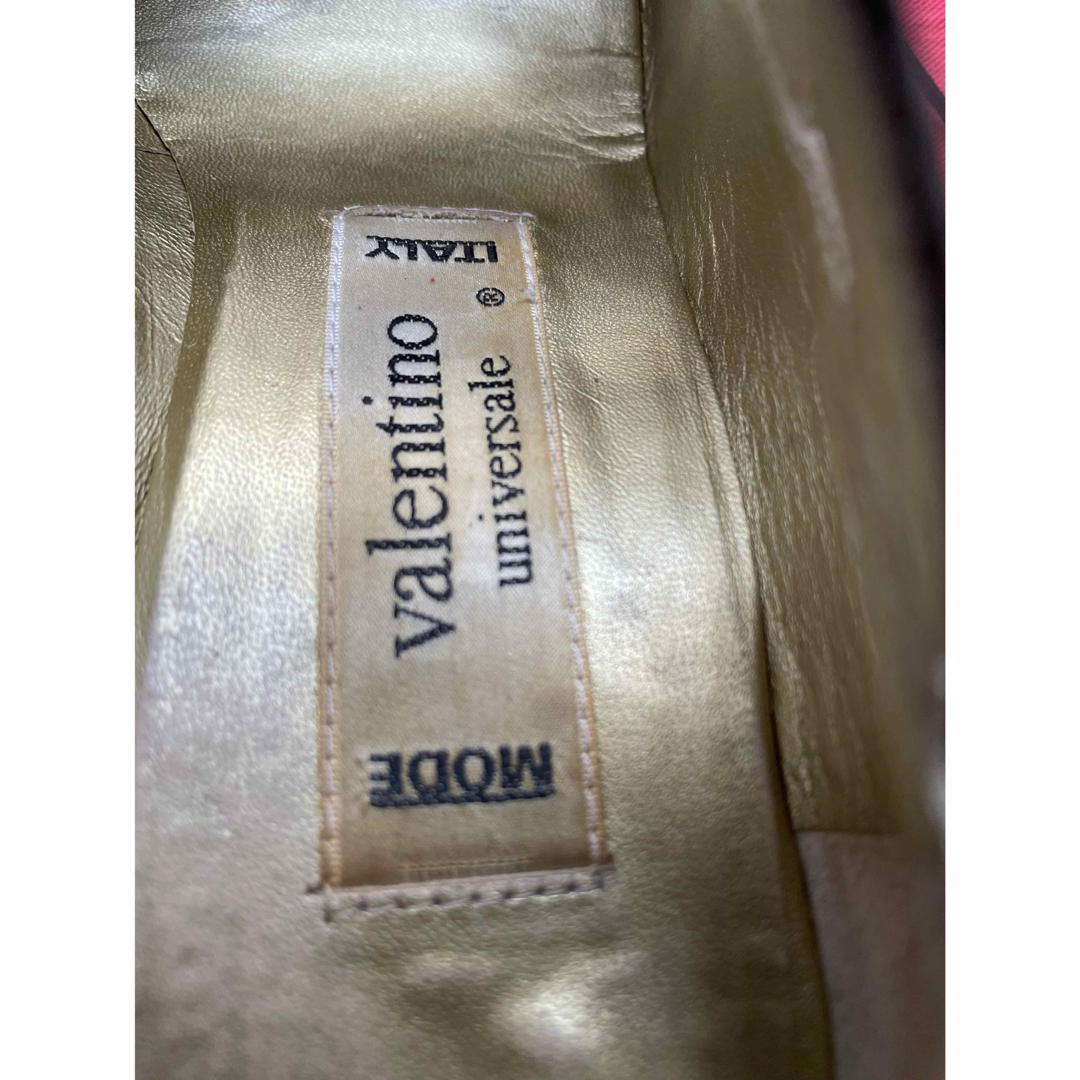 MODE
valentino
universale ®
ITALY